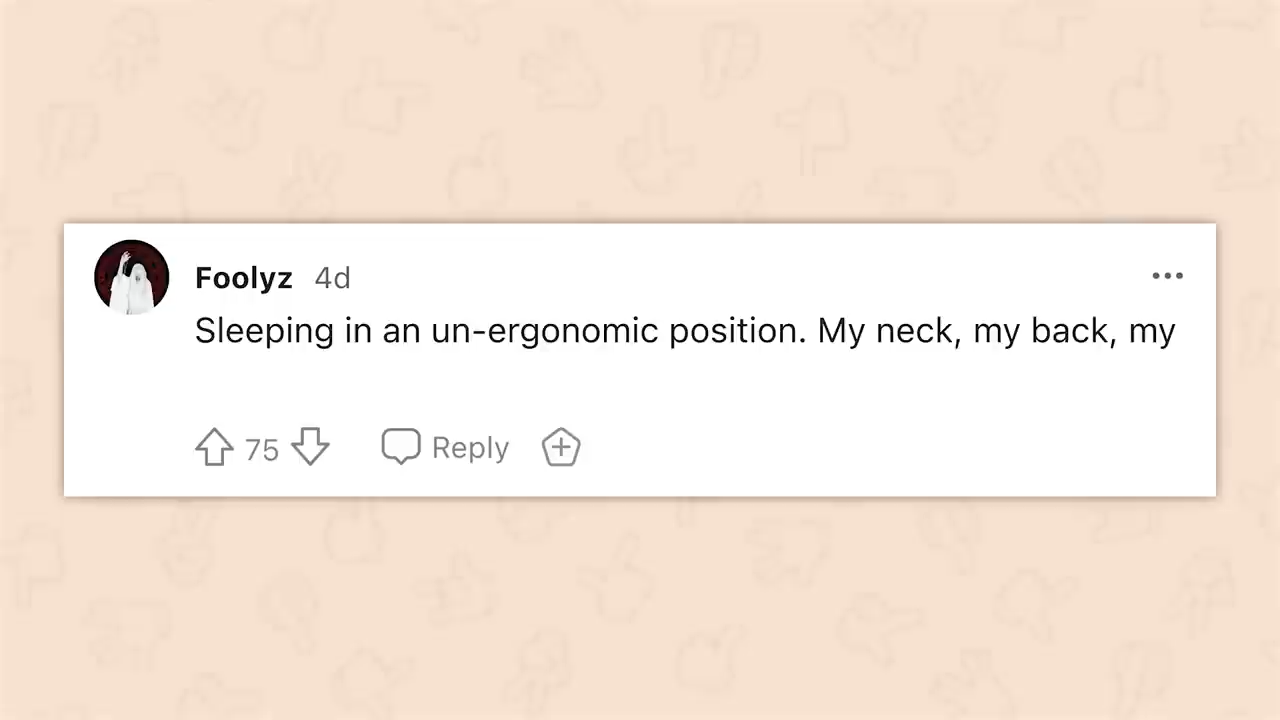 Foolyz 4d
Sleeping in an un-ergonomic position. My neck, my back, my
75 Reply